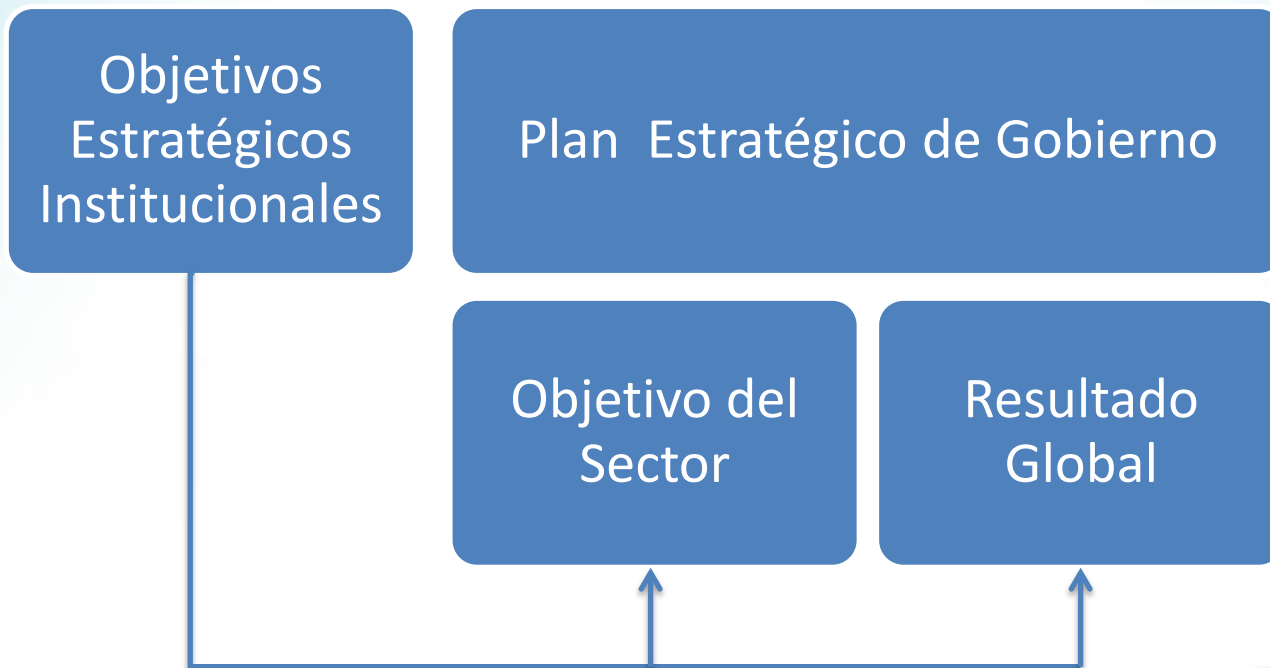 Objetivos
Estratégicos
Institucionales
Plan  Estratégico de Gobierno
Objetivo del
Sector
Resultado
Global